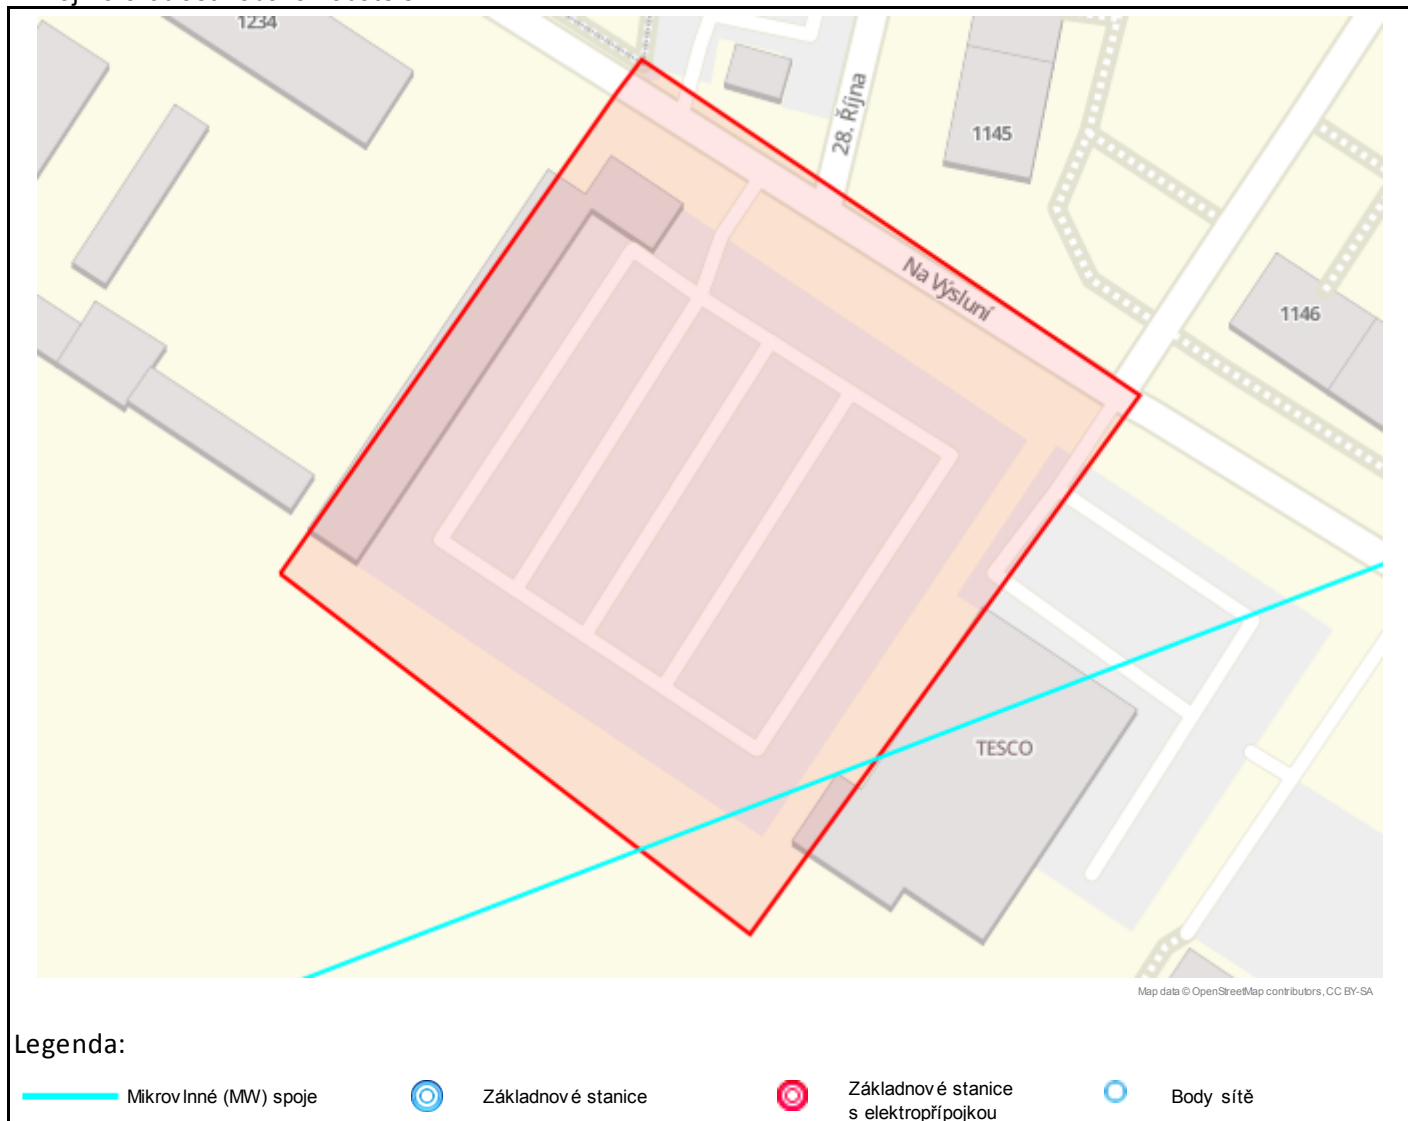 1234
28. Října
1145
Na Výsluní
1146
TESCO
Map data © OpenStreetMap contributors, CC BY-SA
Legenda:
Mikrovlnné (MW) spoje
Základnové stanice
Základnové stanice
s elektropřípojkou
Body sítě